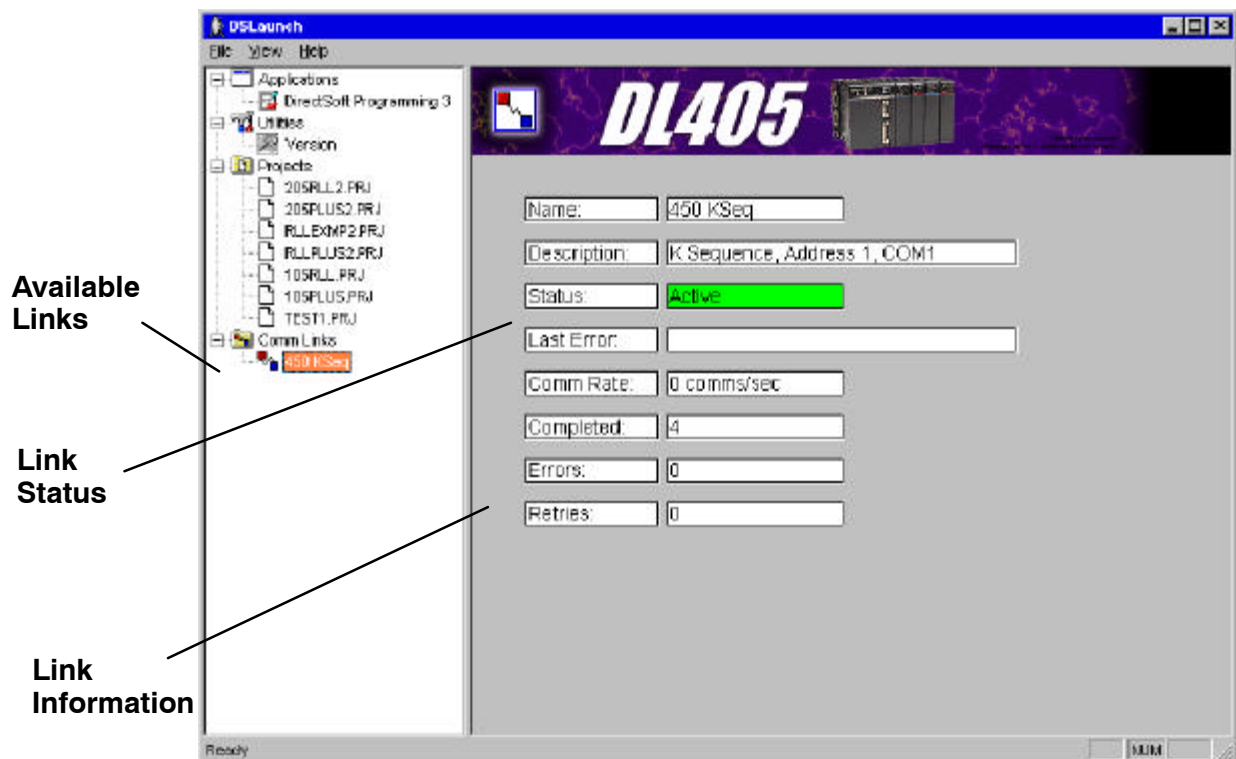 DSLaunch
File View Help
Applications
DirectSoft Programming 3
Utilities
Version
Projects
205RLL2.PRJ
205PLUS2.PRJ
RLLEXMP2.PRJ
RLLPLUS2.PRJ
105RLL.PRJ
105PLUS.PRJ
TEST1.PRJ
Comm Links
450 KSeq
DL405
Name: 450 KSeq
Description: K Sequence, Address 1, COM1
Status: Active
Last Error:
Comm Rate: 0 comms/sec
Completed: 4
Errors: 0
Retries: 0
Available
Links
Link
Status
Link
Information
Ready
NUM